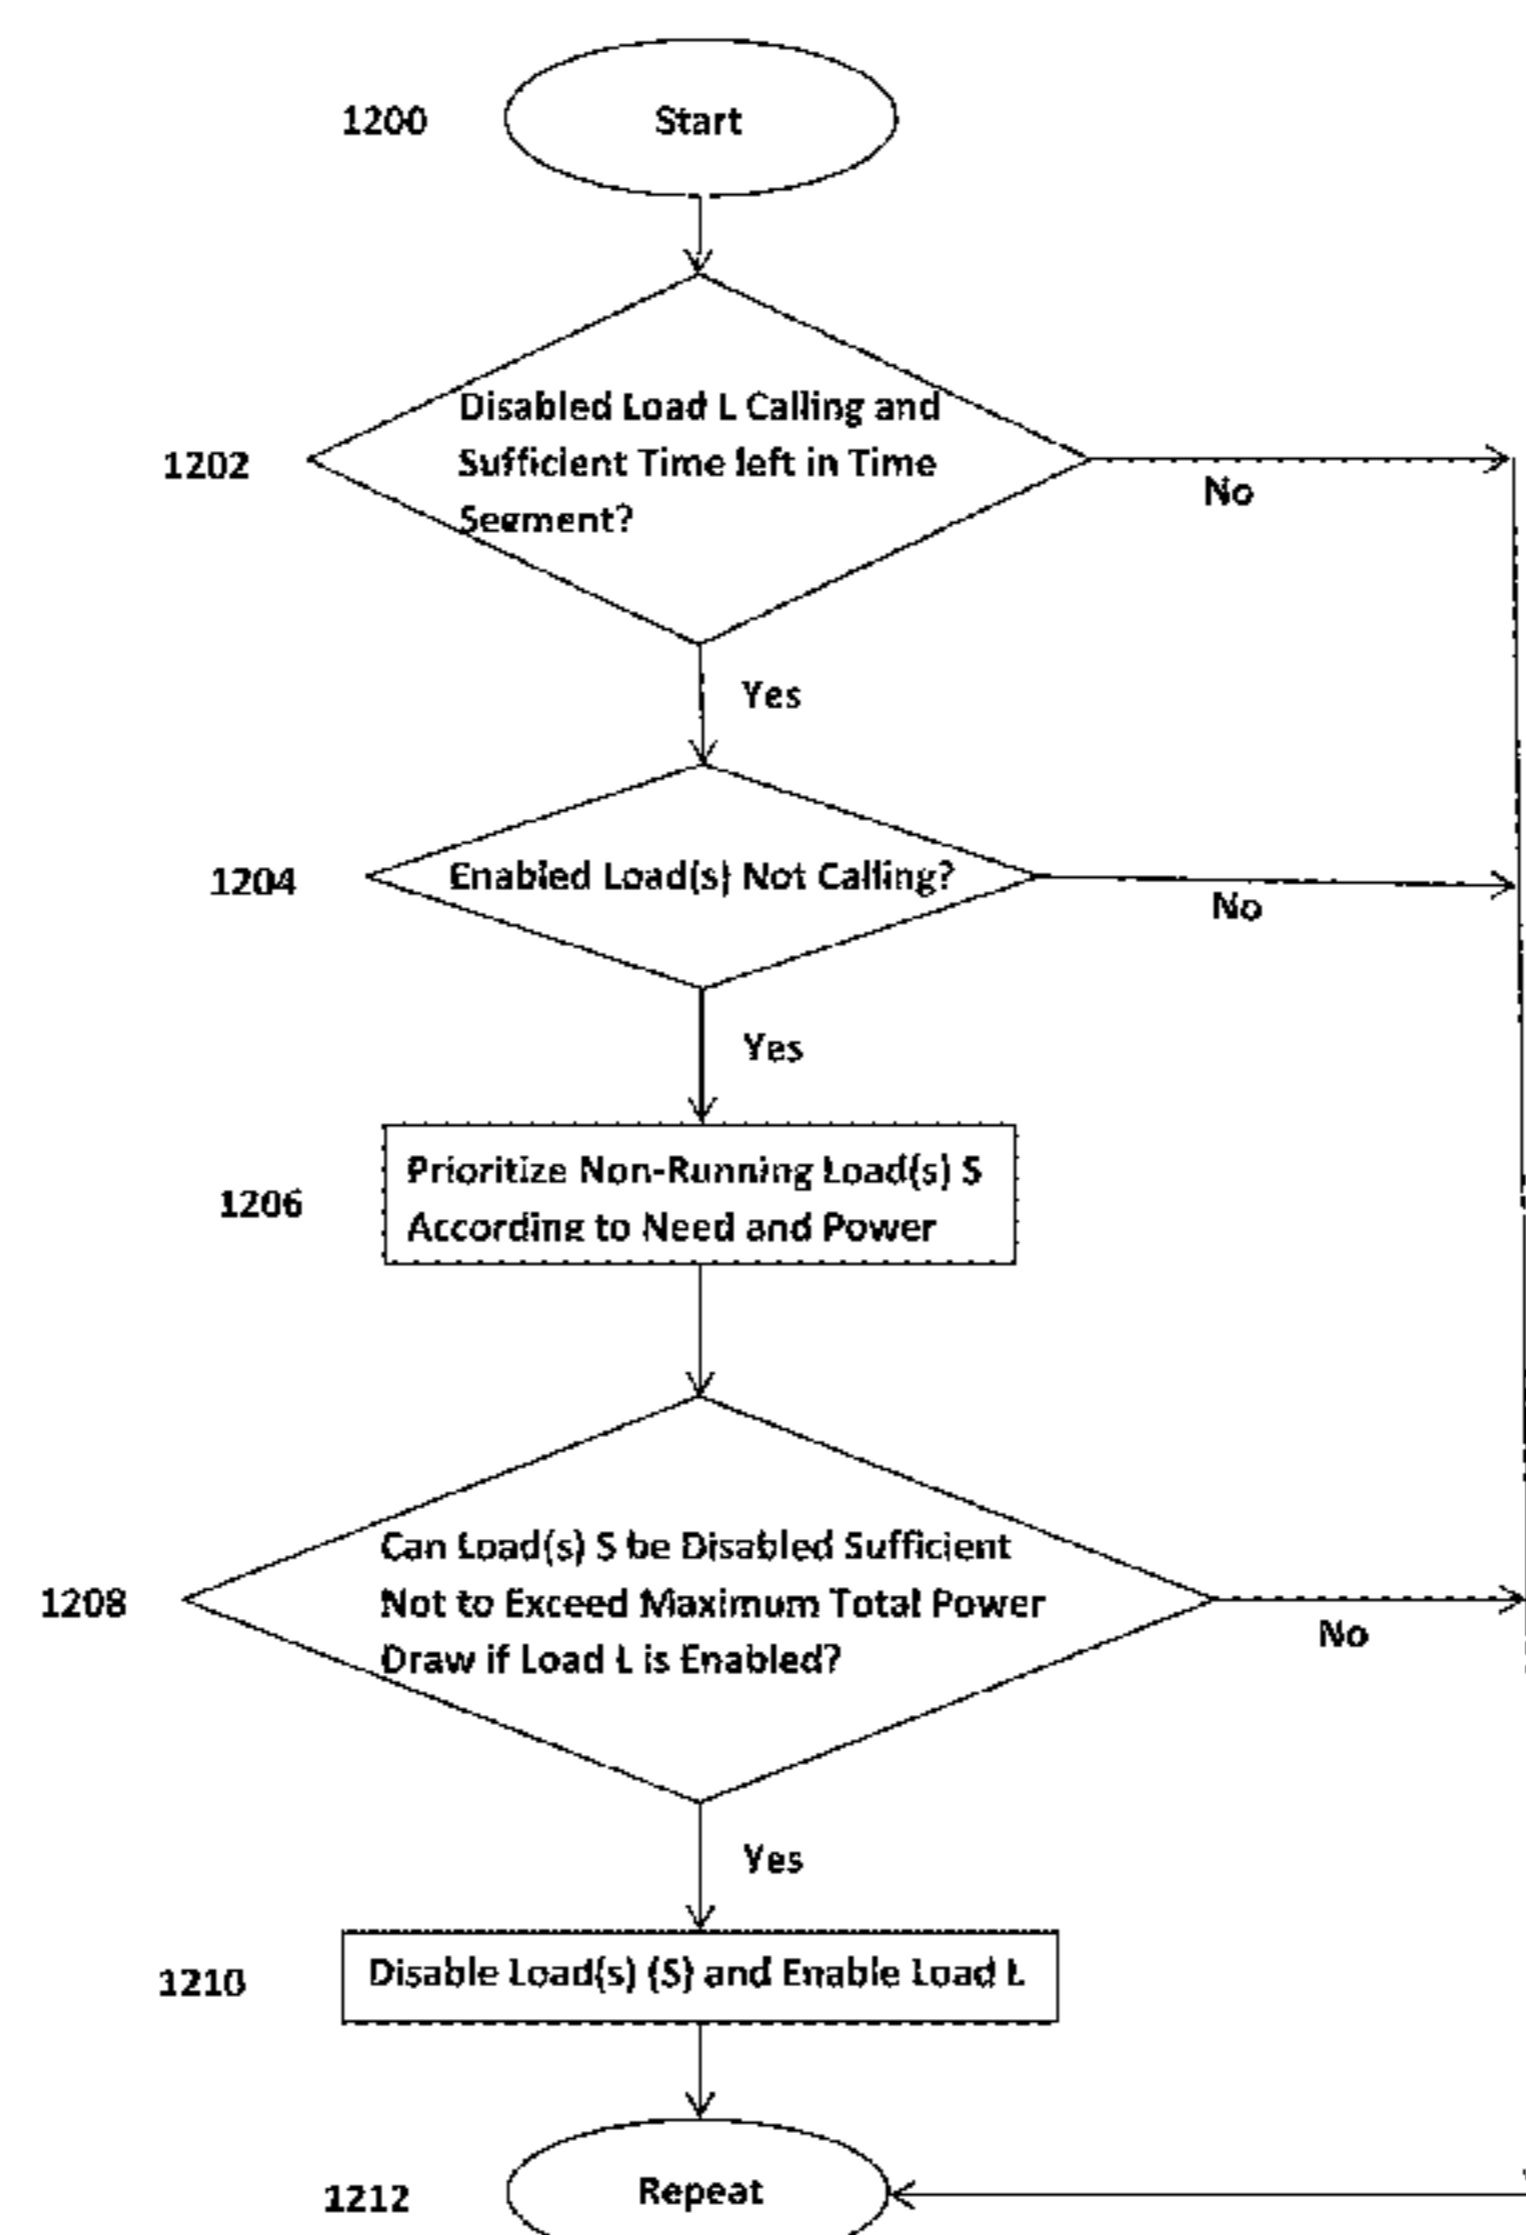 1200
Start
Disabled Load L Calling and
Sufficient Time left in Time
Segment?
1202
No
Yes
1204
Enabled Load(s) Not Calling?
No
Yes
Prioritize Non-Running Load(s) S
According to Need and Power
1206
Can Load(s) S be Disabled Sufficient
Not to Exceed Maximum Total Power
Draw if Load L is Enabled?
1208
No
Yes
1210
Disable Load(s) (S) and Enable Load L
1212
Repeat